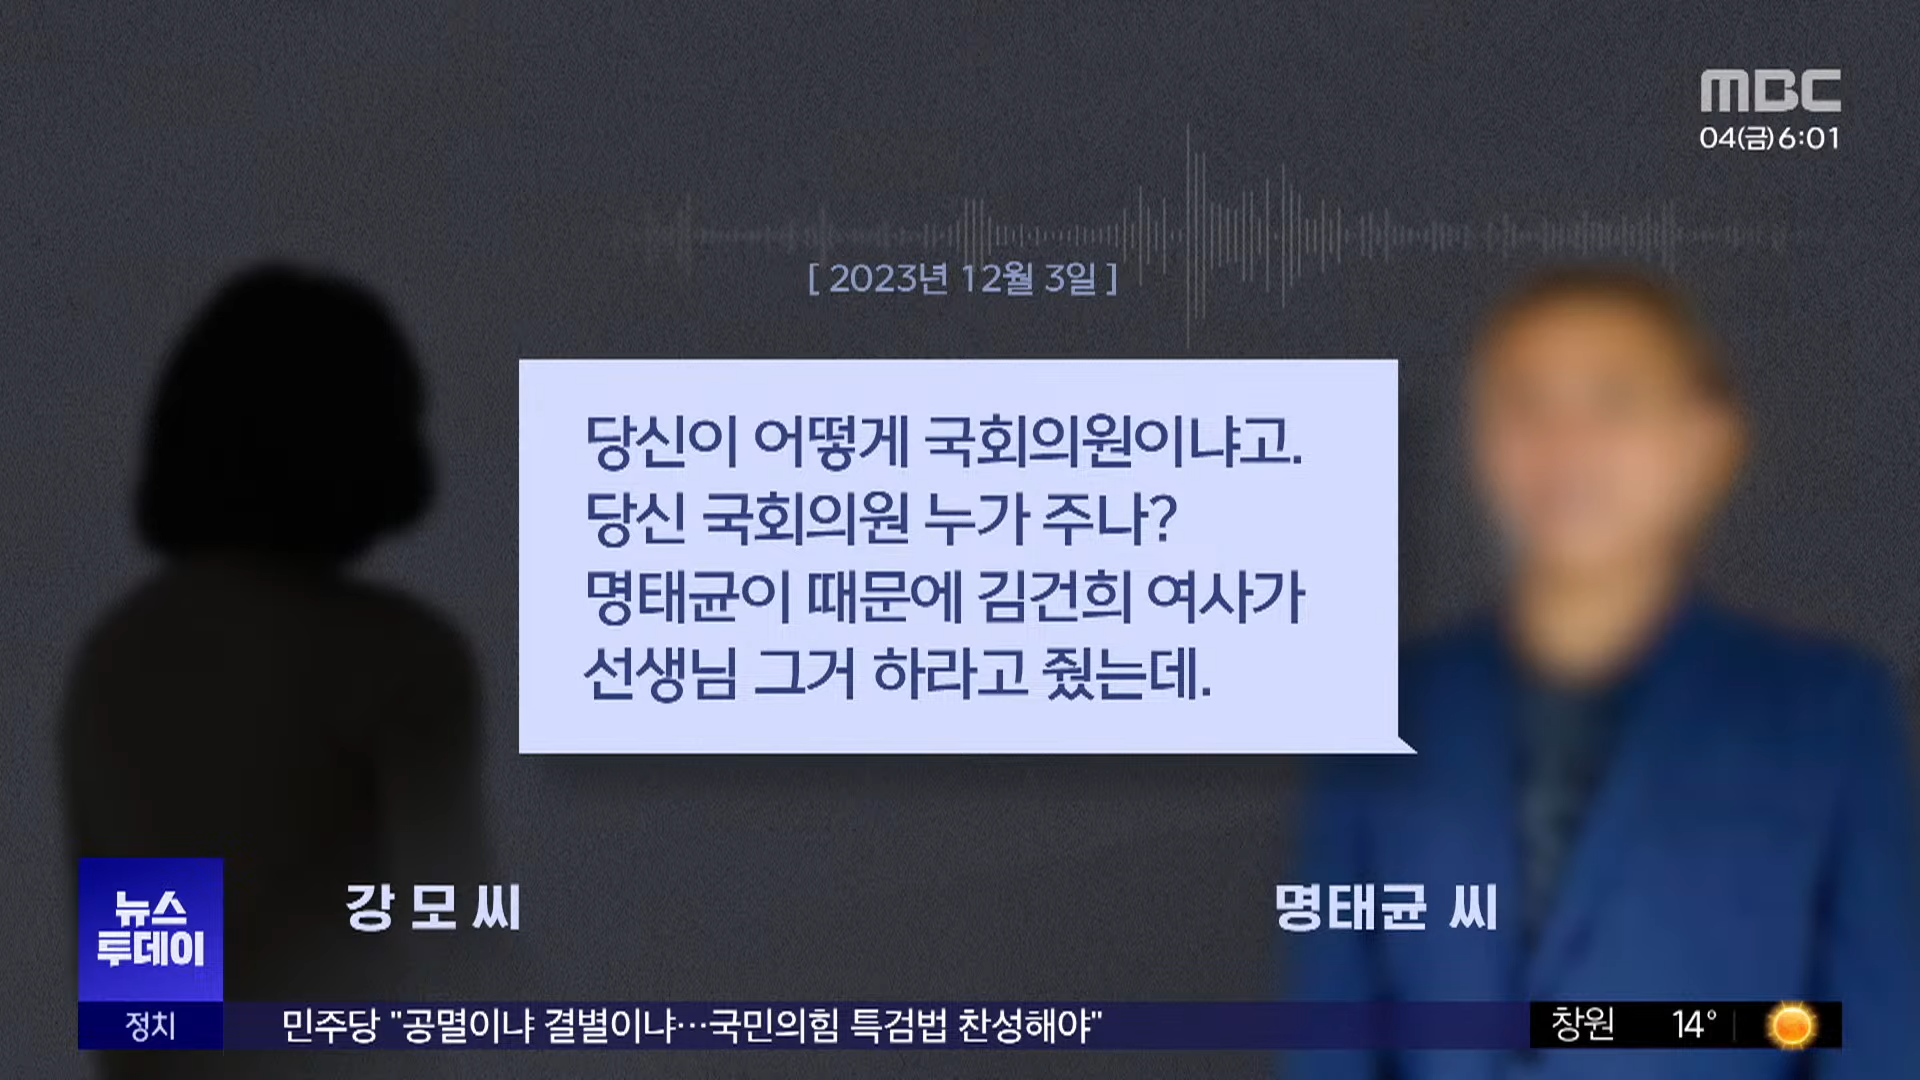 MBC
04(금)6:01
[ 2023년 12월 3일 ]
당신이 어떻게 국회의원이냐고.
당신 국회의원 누가 주나?
명태균이 때문에 김건희 여사가
선생님 그거 하라고 줬는데.
강 모 씨
명태균 씨
뉴스
투데이
정치
민주당 "공멸이냐 결별이냐…국민의힘 특검법 찬성해야"
창원 14°